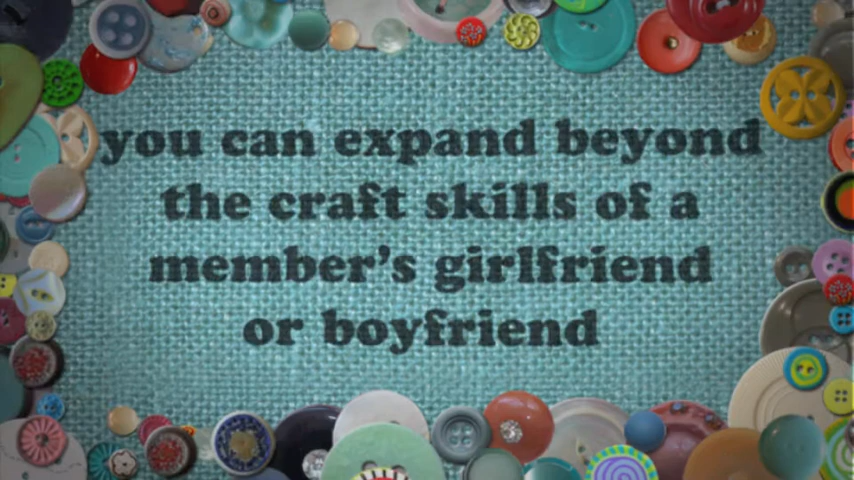 you can expand beyond
the craft skills of a
member's girlfriend
or boyfriend